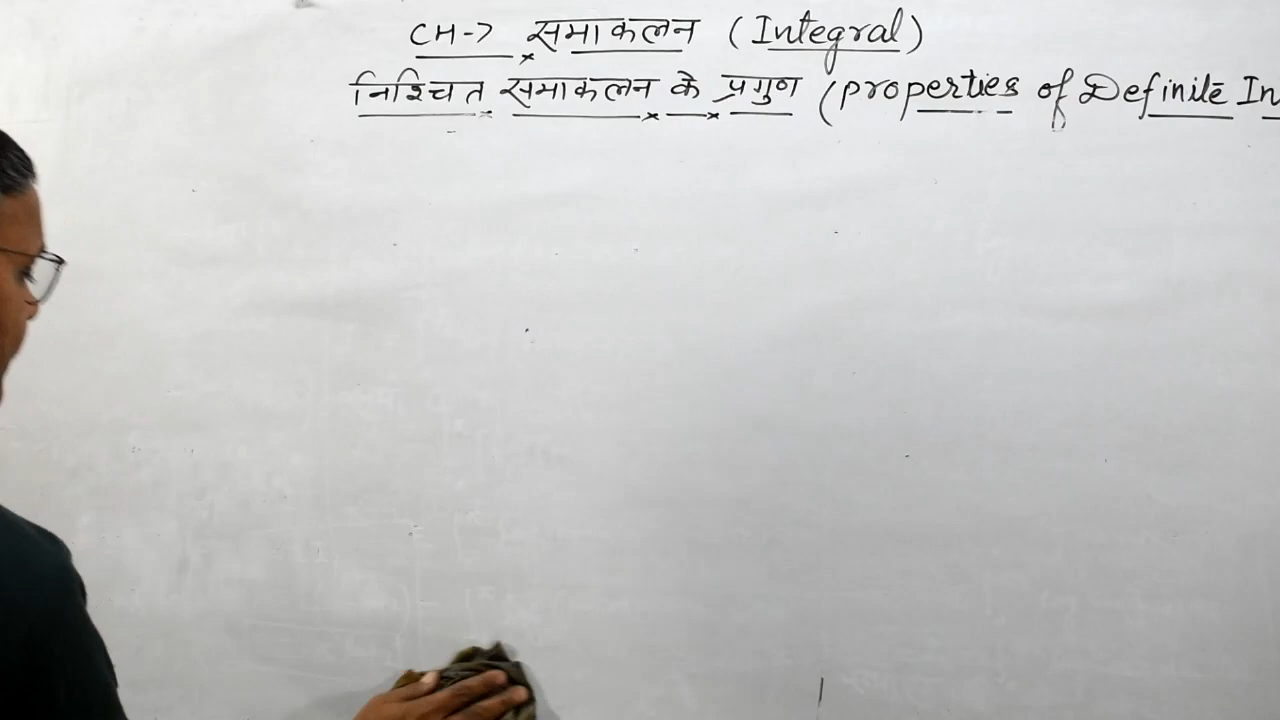 CH-7 समाकलन (Integral)
निश्चित समाकलन के प्रगुण (properties of Definite In